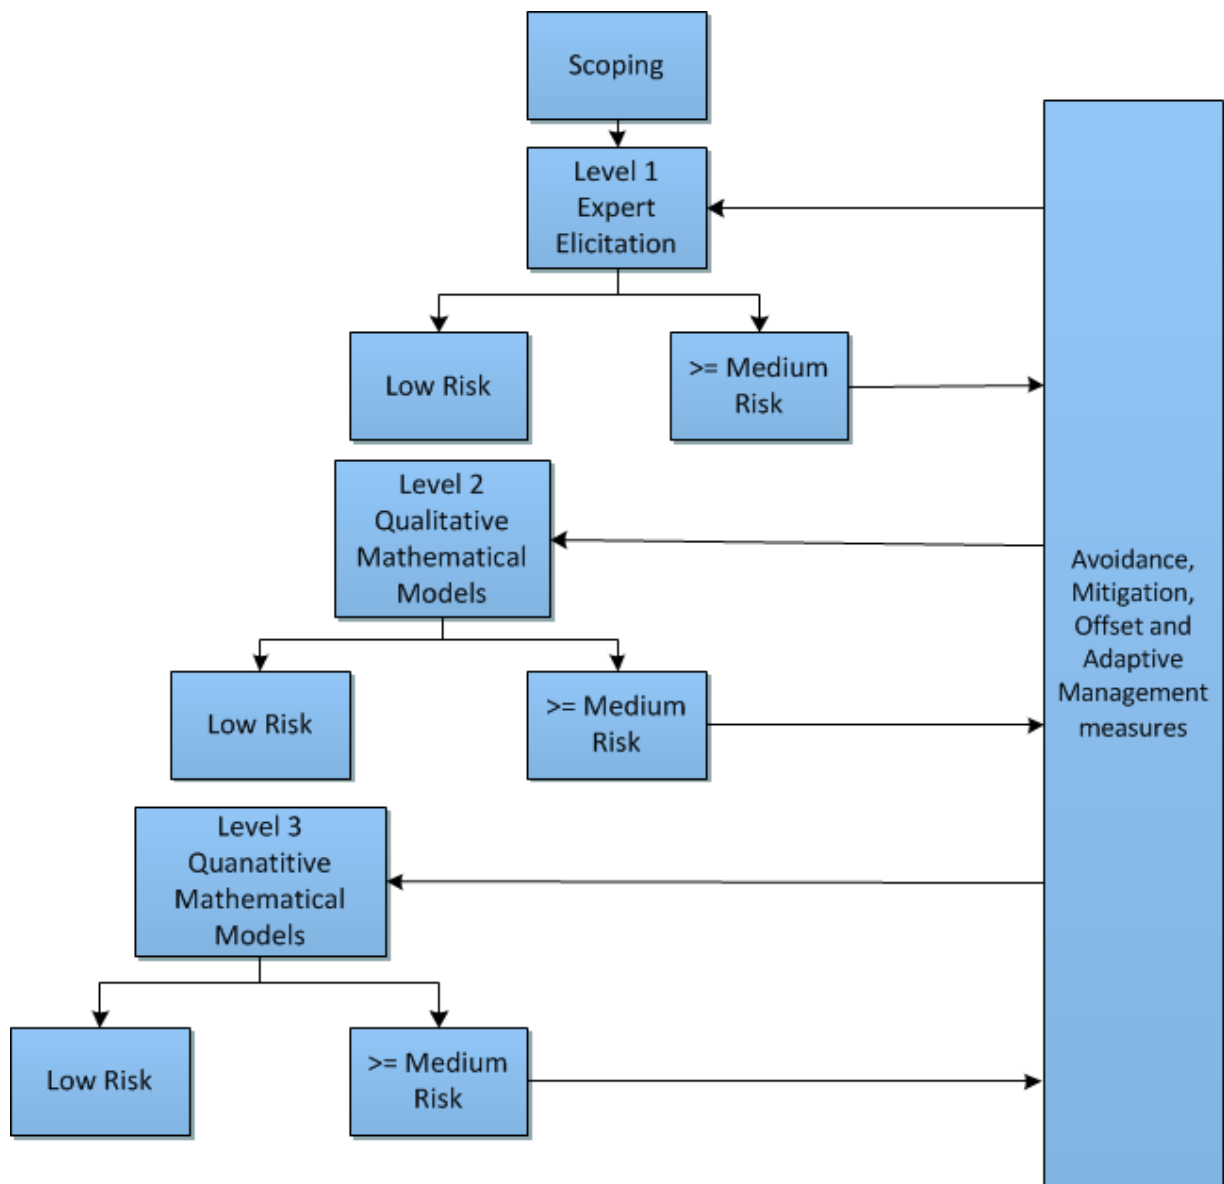 Scoping
Level 1
Expert
Elicitation
Low Risk
>= Medium
Risk
Level 2
Qualitative
Mathematical
Models
Low Risk
>= Medium
Risk
Level 3
Quanatitive
Mathematical
Models
Low Risk
>= Medium
Risk
Avoidance,
Mitigation,
Offset and
Adaptive
Management
measures